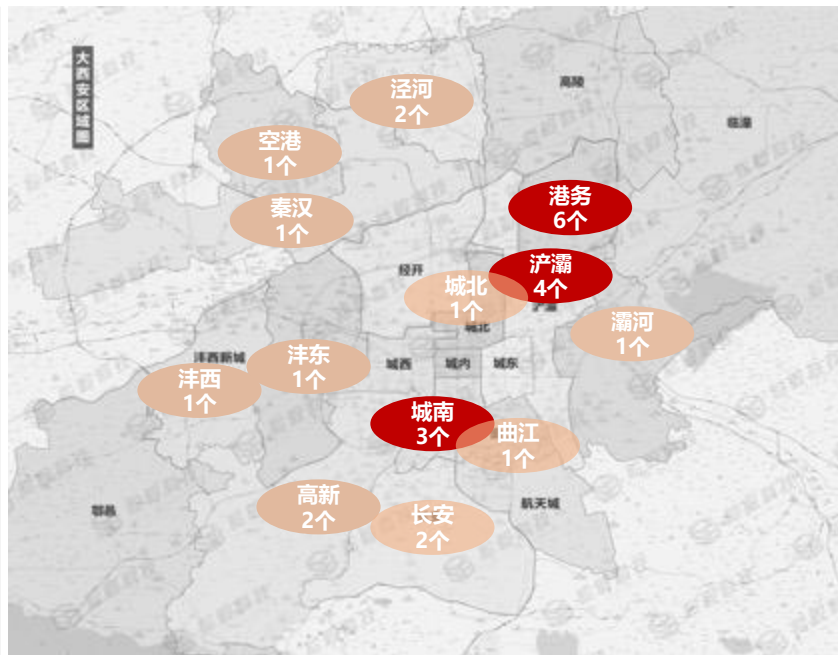 大西安区域图
泾河
2个
高陵
临潼
空港
1个
秦汉
1个
港务
6个
浐灞
4个
经开
城北
1个
浐灞
灞河
1个
城北
沣西新城
沣东
1个
沣西
1个
城西
城内
城东
城南
3个
曲江
1个
高新
2个
长安
2个
航天城
鄠邑